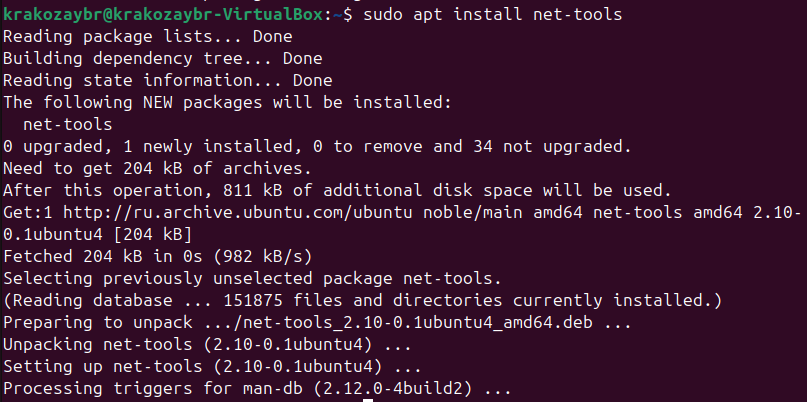 krakozaybr@krakozaybr-VirtualBox:~$ sudo apt install net-tools
Reading package lists... Done
Building dependency tree... Done
Reading state information... Done
The following NEW packages will be installed:
  net-tools
0 upgraded, 1 newly installed, 0 to remove and 34 not upgraded.
Need to get 204 kB of archives.
After this operation, 811 kB of additional disk space will be used.
Get:1 http://ru.archive.ubuntu.com/ubuntu noble/main amd64 net-tools amd64 2.10-
0.1ubuntu4 [204 kB]
Fetched 204 kB in 0s (982 kB/s)
Selecting previously unselected package net-tools.
(Reading database ... 151875 files and directories currently installed.)
Preparing to unpack .../net-tools_2.10-0.1ubuntu4_amd64.deb ...
Unpacking net-tools (2.10-0.1ubuntu4) ...
Setting up net-tools (2.10-0.1ubuntu4) ...
Processing triggers for man-db (2.12.0-4build2) ...